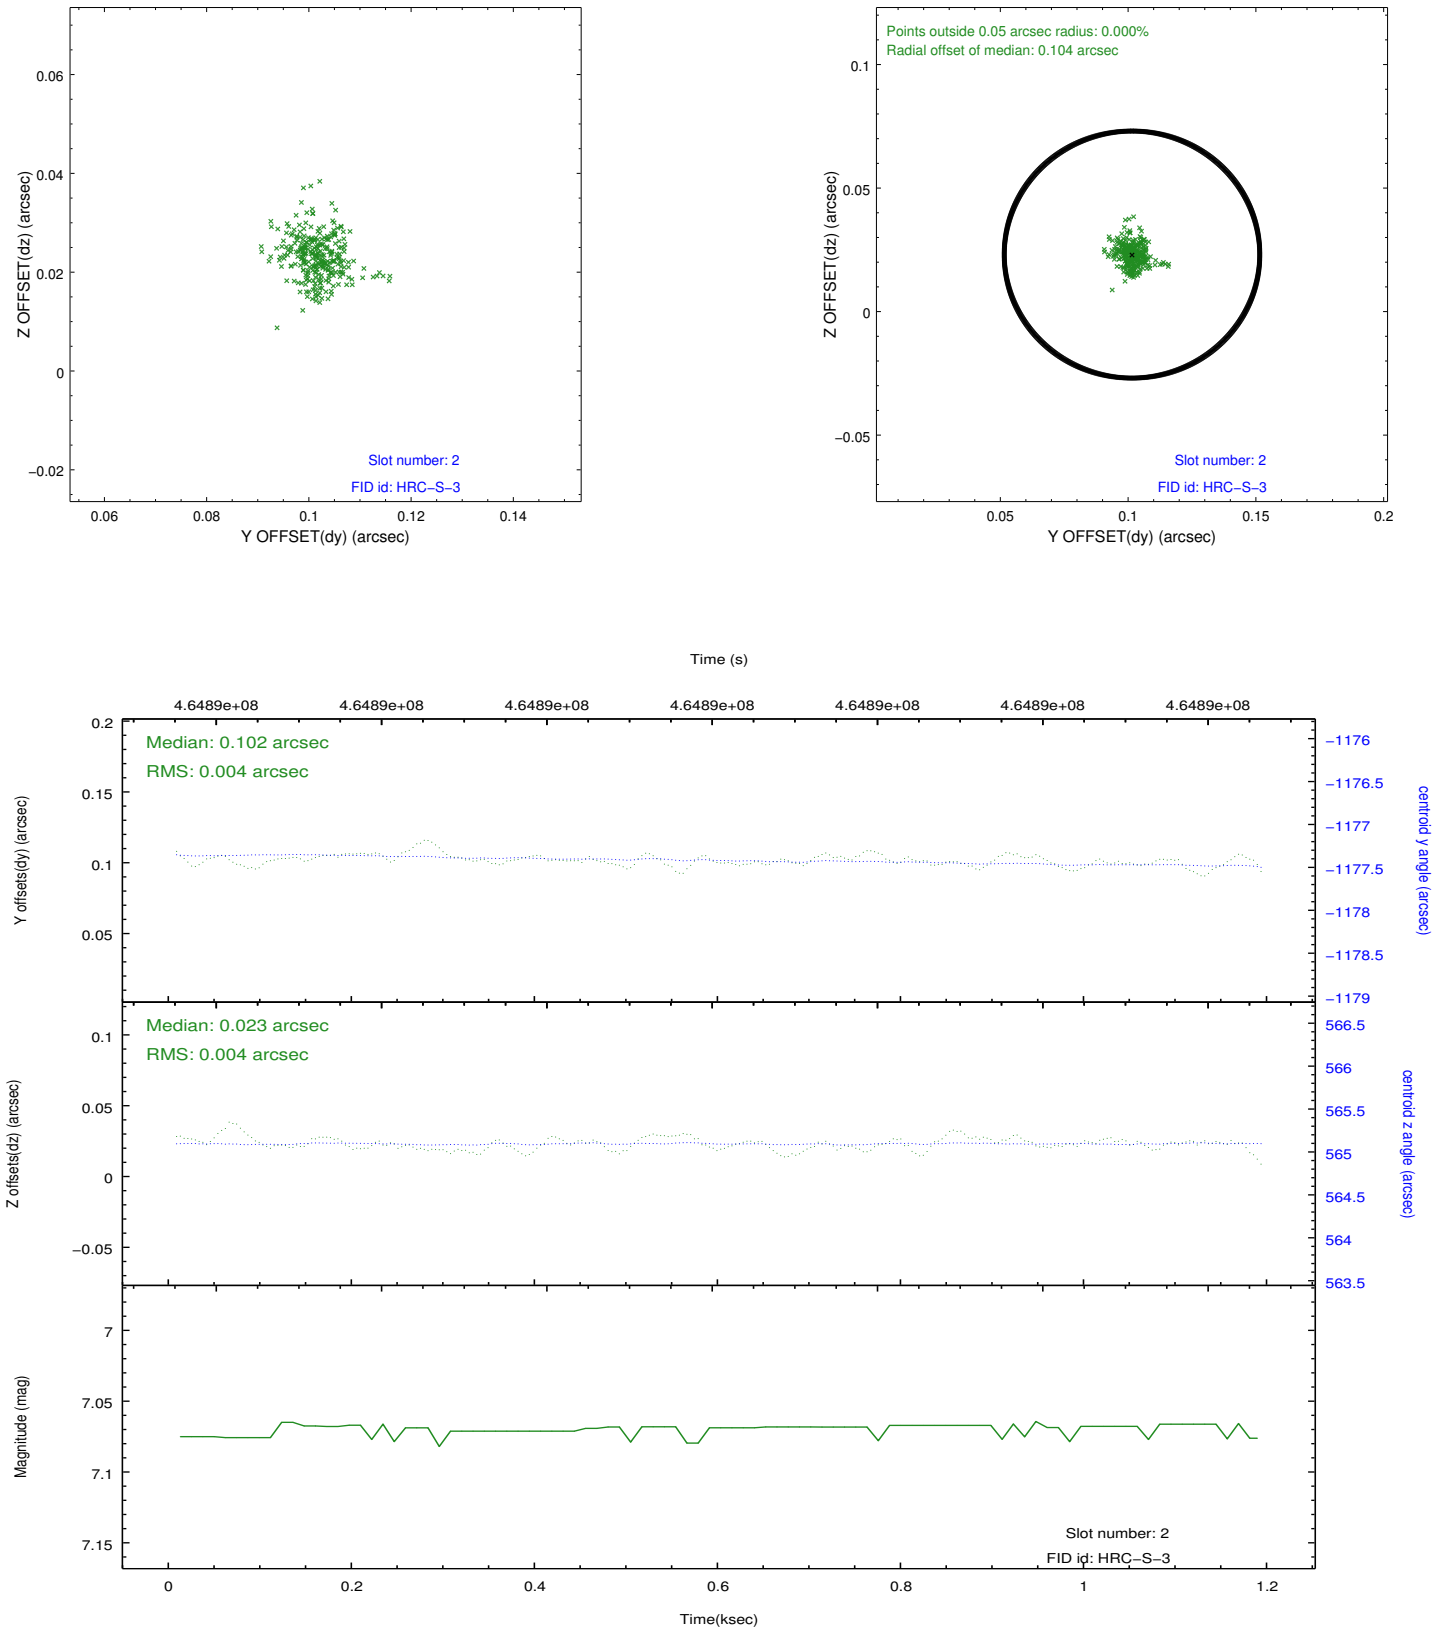 0.06
0.04
0.02
0
−0.02
0.06
0.08
0.1
0.12
0.14
Z OFFSET(dz) (arcsec)
Y OFFSET(dy) (arcsec)
Slot number: 2
FID id: HRC−S−3
Points outside 0.05 arcsec radius: 0.000%
Radial offset of median: 0.104 arcsec
0.1
0.05
0
−0.05
0.05
0.1
0.15
0.2
Z OFFSET(dz) (arcsec)
Y OFFSET(dy) (arcsec)
Slot number: 2
FID id: HRC−S−3
Time (s)
4.6489e+08
4.6489e+08
4.6489e+08
4.6489e+08
4.6489e+08
4.6489e+08
4.6489e+08
Median: 0.102 arcsec
RMS: 0.004 arcsec
0.2
0.15
0.1
0.05
Y offsets(dy) (arcsec)
−1176
−1176.5
−1177
−1177.5
−1178
−1178.5
−1179
centroid y angle (arcsec)
Median: 0.023 arcsec
RMS: 0.004 arcsec
0.1
0.05
0
−0.05
Z offsets(dz) (arcsec)
566.5
566
565.5
565
564.5
564
563.5
centroid z angle (arcsec)
7
7.05
7.1
7.15
Magnitude (mag)
Slot number: 2
FID id: HRC−S−3
0
0.2
0.4
0.6
0.8
1
1.2
Time(ksec)